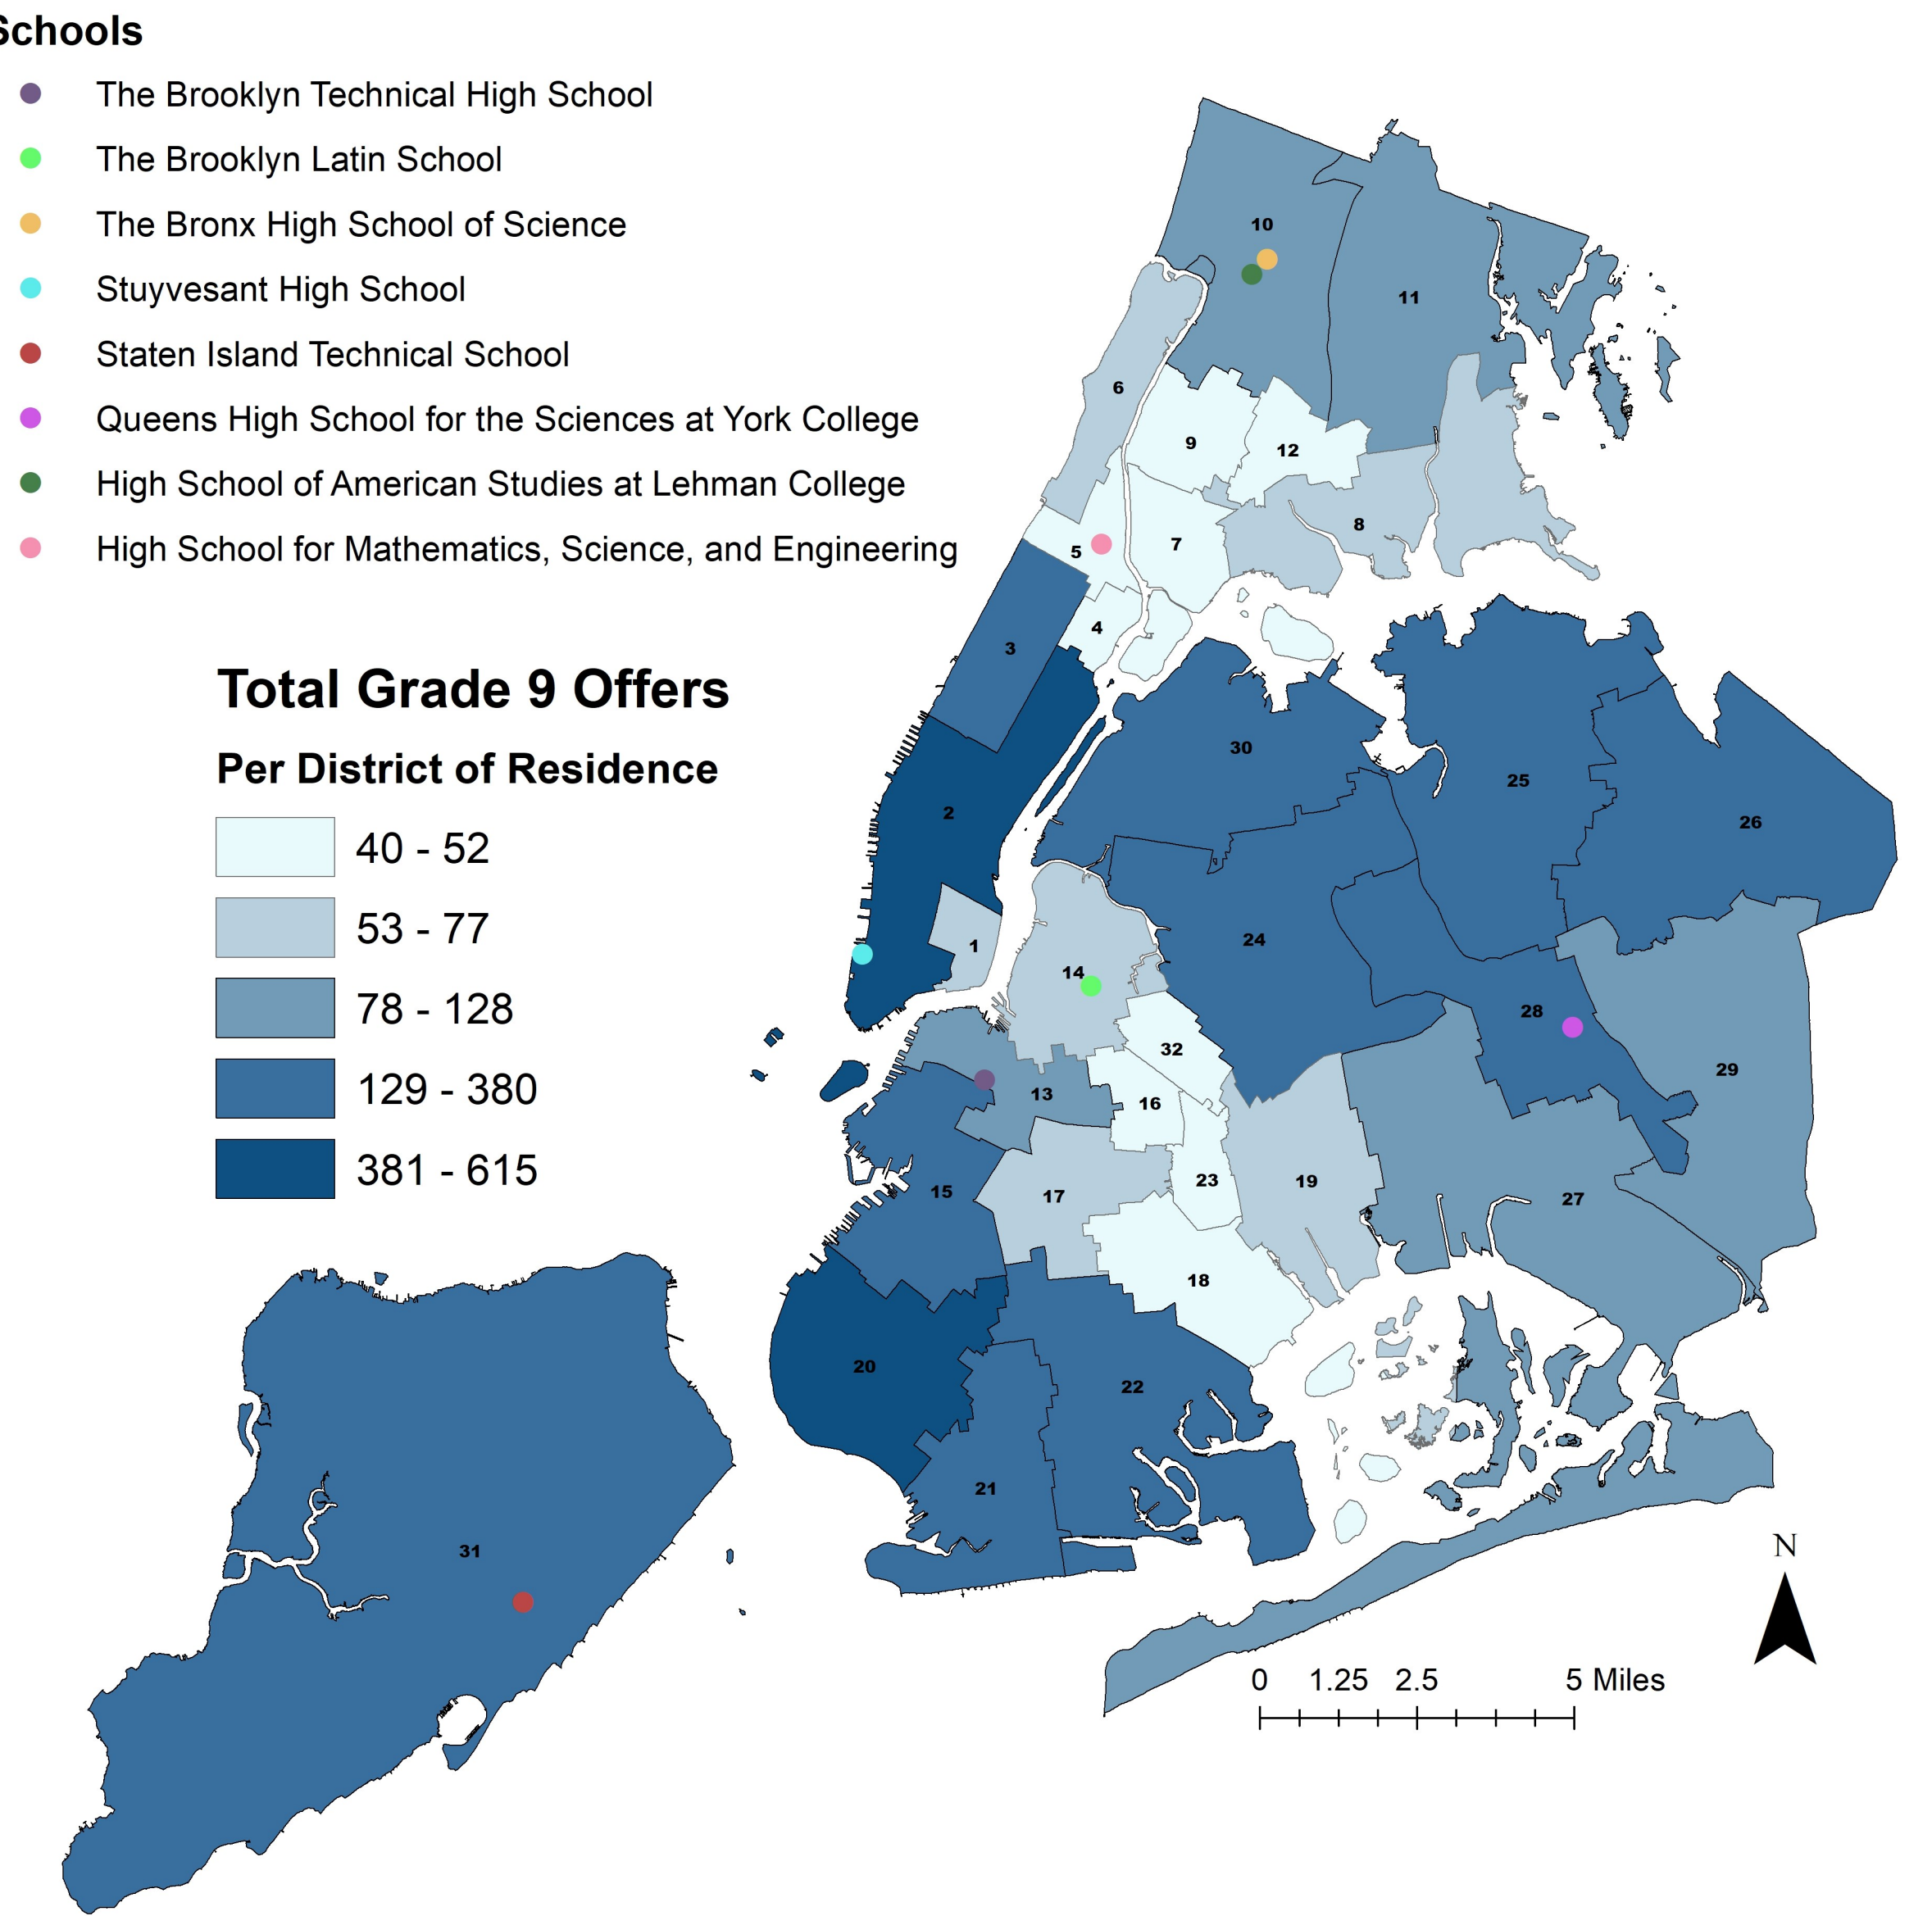 Schools
The Brooklyn Technical High School
The Brooklyn Latin School
The Bronx High School of Science
Stuyvesant High School
Staten Island Technical School
Queens High School for the Sciences at York College
High School of American Studies at Lehman College
High School for Mathematics, Science, and Engineering
Total Grade 9 Offers
Per District of Residence
40 - 52
53 - 77
78 - 128
129 - 380
381 - 615
10
11
6
9
12
8
7
5
4
3
30
25
2
26
24
1
14
28
32
29
13
16
23
19
15
17
27
18
20
22
21
31
N
0 1.25 2.5 5 Miles